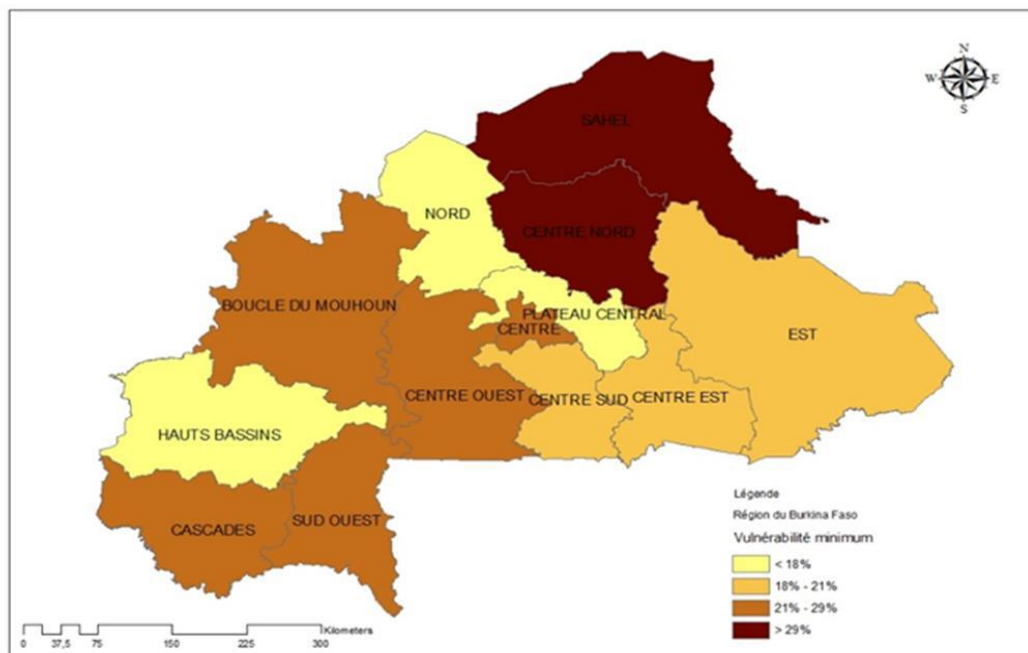 N
W E
S
SAHEL
NORD
CENTRE NORD
BOUCLE DU MOUHOUN
PLATEAU CENTRAL
CENTRE
EST
CENTRE OUEST
CENTRE SUD
CENTRE EST
HAUTS BASSINS
CASCADES
SUD OUEST
Légende
Région du Burkina Faso
Vulnérabilité minimum
< 18%
18% - 21%
21% - 29%
> 29%
Kilometers
0 37,5 75 150 225 300